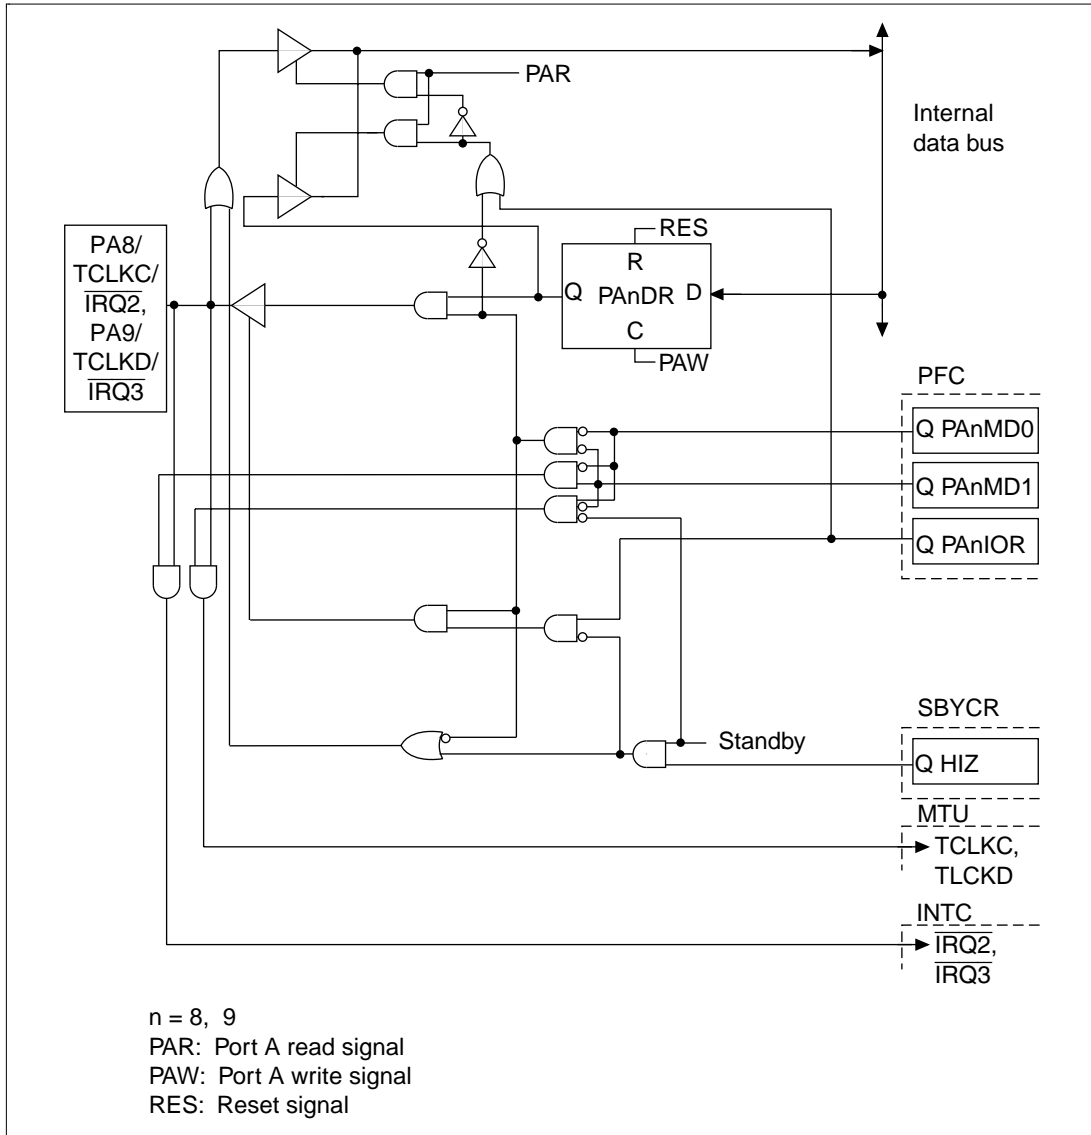 PAR
Internal
data bus
PA8/
TCLKC/
IRQ2,
PA9/
TCLKD/
IRQ3
RES
R
Q PAnDR D
C
PAW
PFC
Q PAnMD0
Q PAnMD1
Q PAnIOR
SBYCR
Standby
Q HIZ
MTU
TCLKC,
TLCKD
INTC
IRQ2,
IRQ3
n = 8, 9
PAR: Port A read signal
PAW: Port A write signal
RES: Reset signal